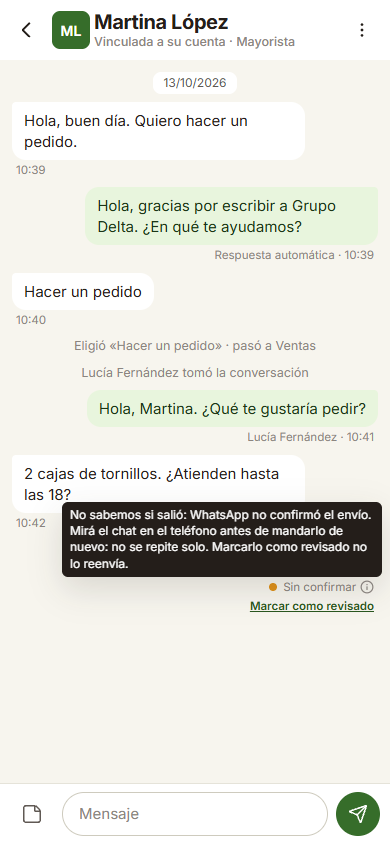 ML
Martina López
Vinculada a su cuenta · Mayorista
13/10/2026
Hola, buen día. Quiero hacer un
pedido.
10:39
Hola, gracias por escribir a Grupo
Delta. ¿En qué te ayudamos?
Respuesta automática · 10:39
Hacer un pedido
10:40
Eligió «Hacer un pedido» · pasó a Ventas
Lucía Fernández tomó la conversación
Hola, Martina. ¿Qué te gustaría pedir?
Lucía Fernández · 10:41
2 cajas de tornillos. ¿Atienden hasta
las 18?
10:42
No sabemos si salió: WhatsApp no confirmó el envío.
Mirá el chat en el teléfono antes de mandarlo de
nuevo: no se repite solo. Marcarlo como revisado no
lo reenvía.
Sin confirmar
Marcar como revisado
Mensaje